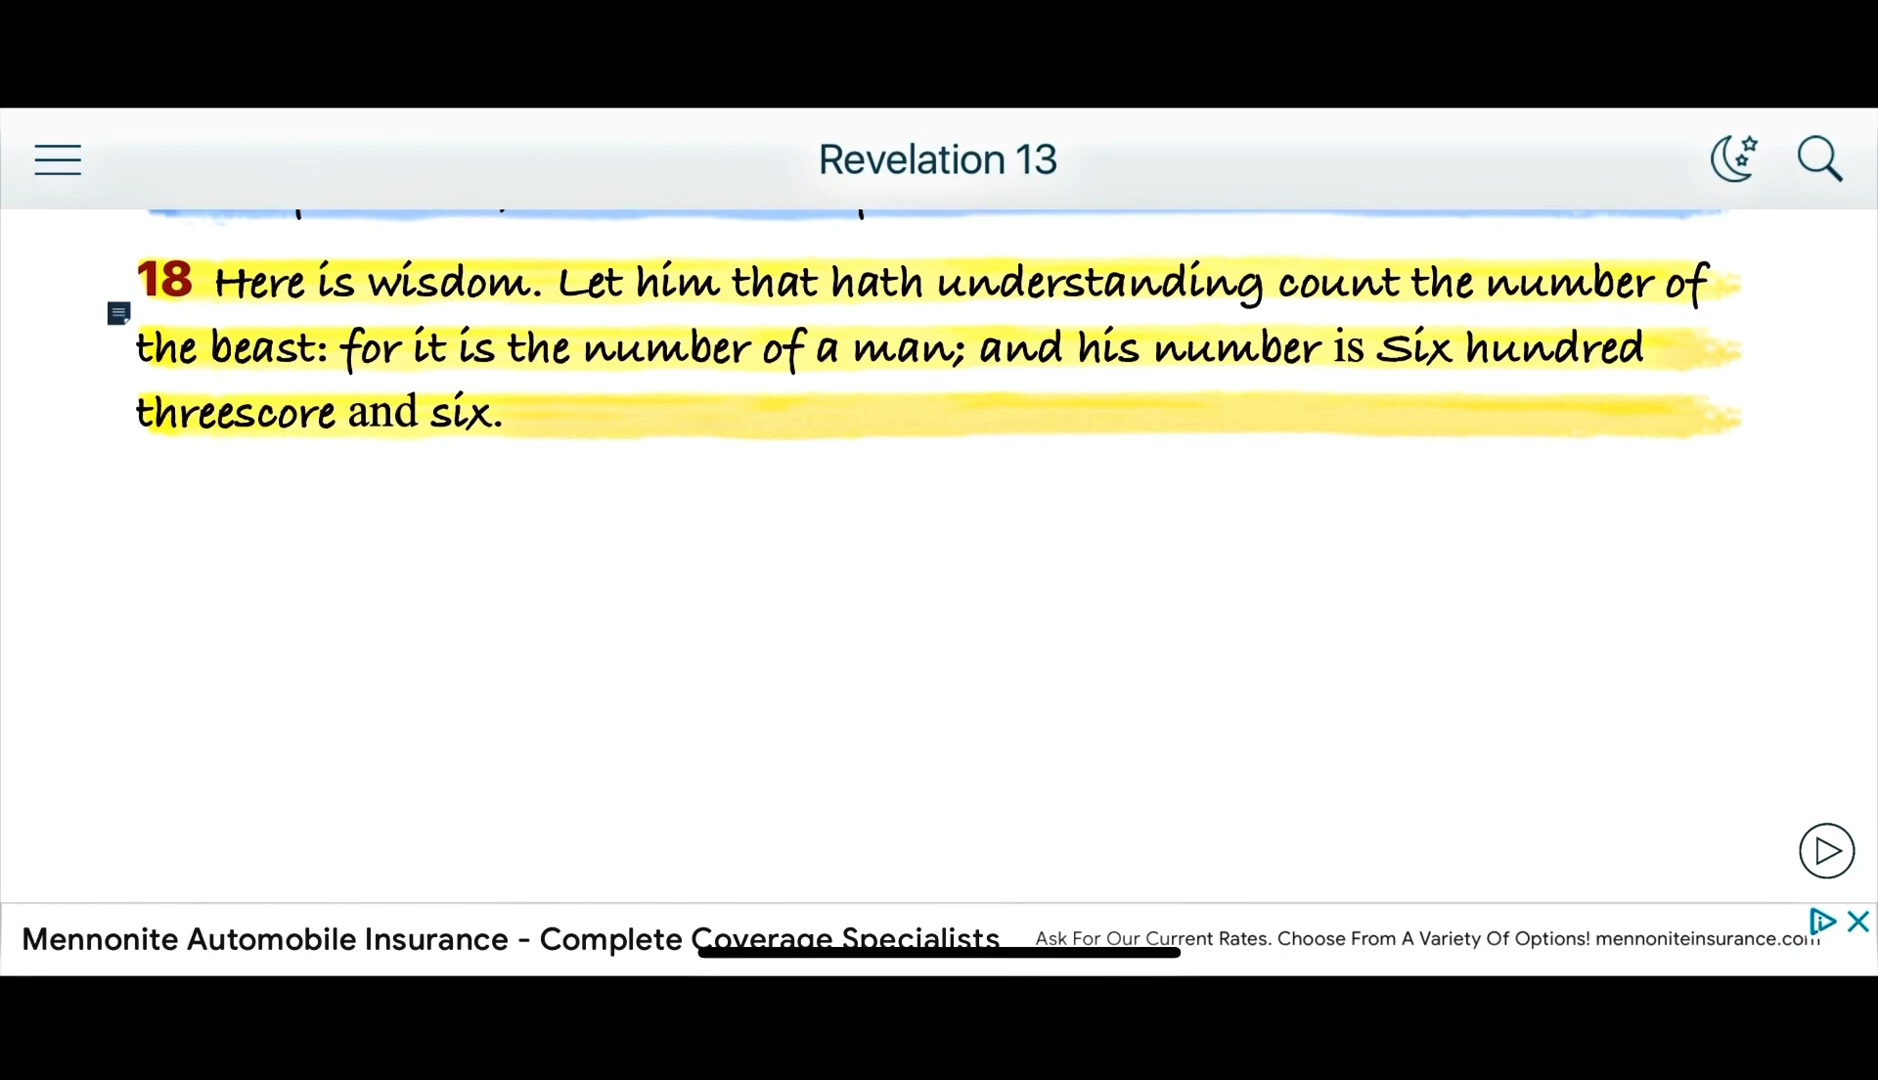 Revelation 13
18 Here is wisdom. Let him that hath understanding count the number of
the beast: for it is the number of a man; and his number is Six hundred
threescore and six.
Mennonite Automobile Insurance - Complete Coverage Specialists
Ask For Our Current Rates. Choose From A Variety Of Options! mennoniteinsurance.com